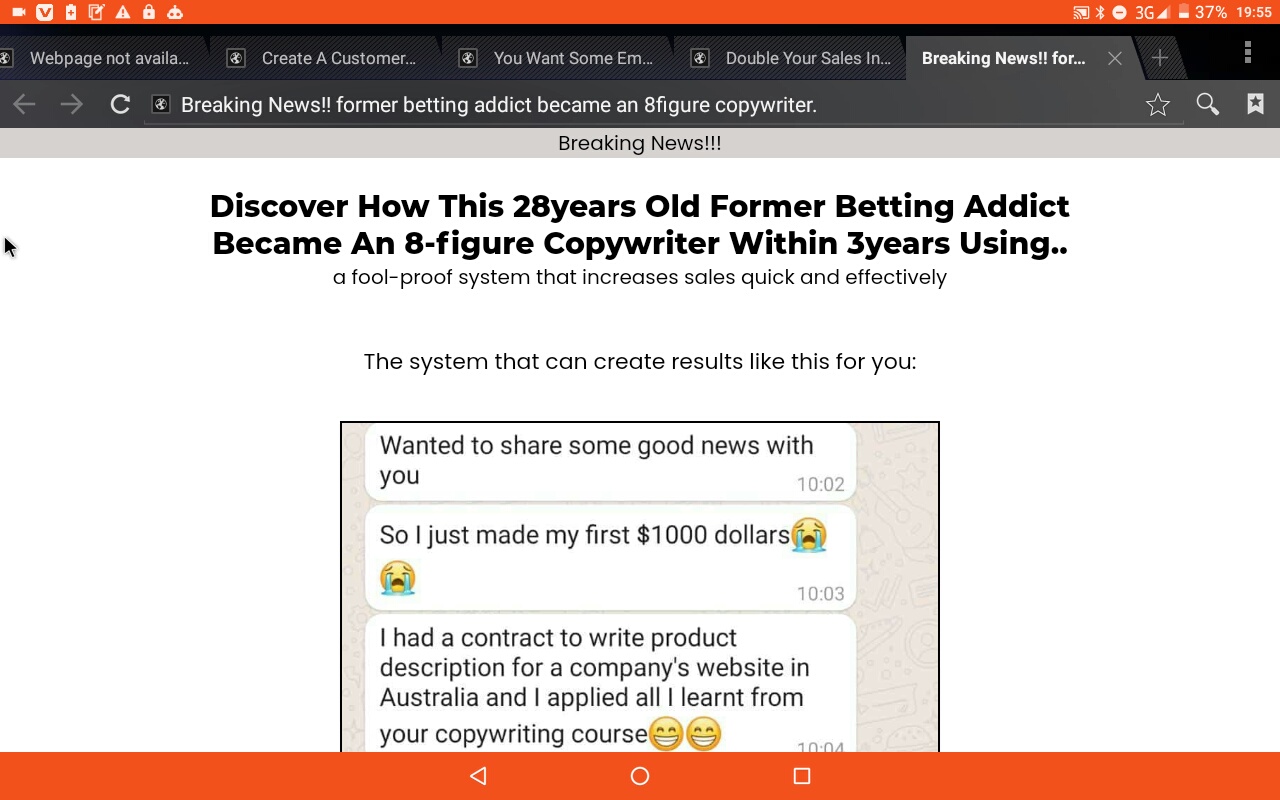 3G 37% 19:55
Webpage not availa...
Create A Customer...
You Want Some Em...
Double Your Sales In...
Breaking News!! for...
Breaking News!! former betting addict became an 8figure copywriter.
Breaking News!!!
Discover How This 28years Old Former Betting Addict
Became An 8-figure Copywriter Within 3years Using..
a fool-proof system that increases sales quick and effectively
The system that can create results like this for you:
Wanted to share some good news with
you
10:02
So I just made my first $1000 dollars😭
😭
10:03
I had a contract to write product
description for a company's website in
Australia and I applied all I learnt from
your copywriting course😁😁
10:04